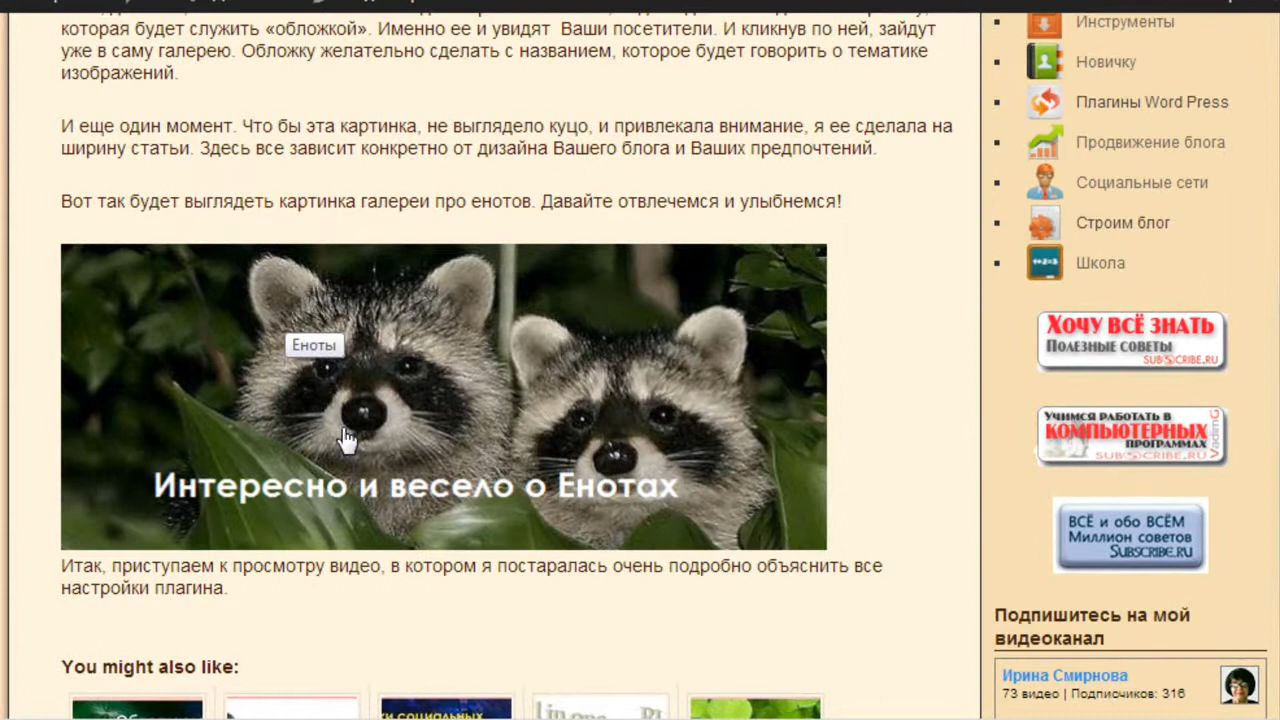 которая будет служить «обложкой». Именно ее и увидят Ваши посетители. И кликнув по ней, зайдут
уже в саму галерею. Обложку желательно сделать с названием, которое будет говорить о тематике
изображений.
И еще один момент. Что бы эта картинка, не выглядело куцо, и привлекала внимание, я ее сделала на
ширину статьи. Здесь все зависит конкретно от дизайна Вашего блога и Ваших предпочтений.
Вот так будет выглядеть картинка галереи про енотов. Давайте отвлечемся и улыбнемся!
Еноты
Интересно и весело о Енотах
Итак, приступаем к просмотру видео, в котором я постаралась очень подробно объяснить все
настройки плагина.
You might also like:
Инструменты
Новичку
Плагины Word Press
Продвижение блога
Социальные сети
Строим блог
1+2=3
Школа
Хочу всё знать
Полезные советы
SUBSCRIBE.RU
Учимся работать в
компьютерных
программах
VadimG
SUBSCRIBE.RU
ВСЁ и обо ВСЁМ
Миллион советов
SUBSCRIBE.RU
Подпишитесь на мой
видеоканал
Ирина Смирнова
73 видео | Подписчиков: 316